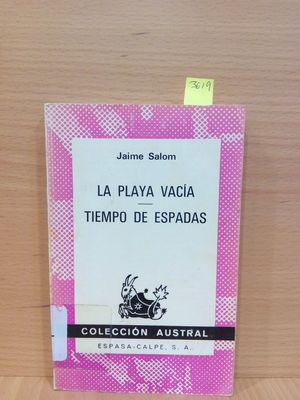 3619
Jaime Salom
LA PLAYA VACÍA
TIEMPO DE ESPADAS
COLECCIÓN AUSTRAL
ESPASA-CALPE, S. A.